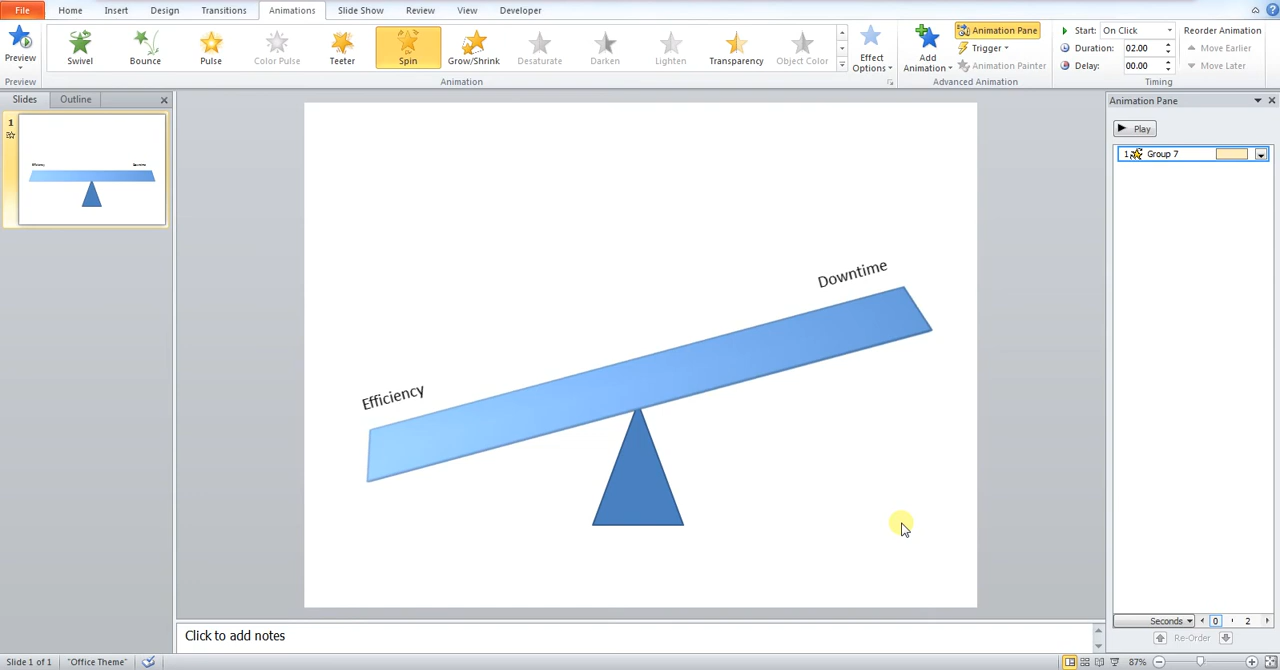 File Home Insert Design Transitions Animations Slide Show Review View Developer
Preview Swivel Bounce Pulse Color Pulse Teeter Spin Grow/Shrink Desaturate Darken Lighten Transparency Object Color Effect Options Add Animation
Animation Pane
Trigger
Animation Painter
Start: On Click
Duration: 02.00
Delay: 00.00
Reorder Animation
Move Earlier
Move Later
Preview Animation Advanced Animation Timing
Slides Outline
Animation Pane
Play
1
1 Group 7
Downtime
Efficiency
Seconds 0 2
Re-Order
Click to add notes
Slide 1 of 1 "Office Theme" 87%